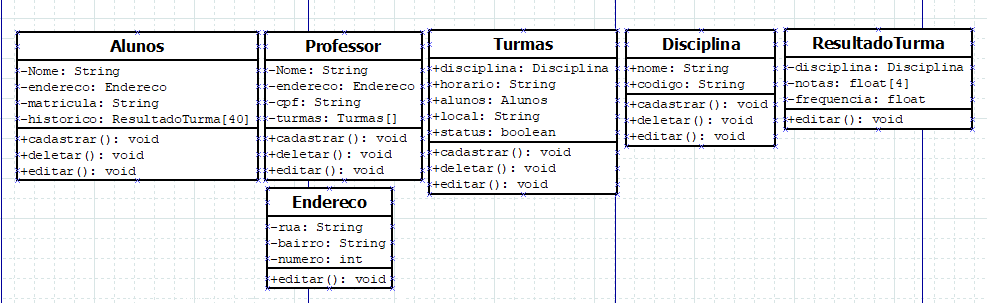 Alunos
-Nome: String
-endereco: Endereco
-matricula: String
-historico: ResultadoTurma[40]
+cadastrar(): void
+deletar(): void
+editar(): void
Professor
-Nome: String
-endereco: Endereco
-cpf: String
-turmas: Turmas[]
+cadastrar(): void
+deletar(): void
+editar(): void
Turmas
+disciplina: Disciplina
+horario: String
+alunos: Alunos
+local: String
+status: boolean
+cadastrar(): void
+deletar(): void
+editar(): void
Disciplina
+nome: String
+codigo: String
+cadastrar(): void
+deletar(): void
+editar(): void
ResultadoTurma
-disciplina: Disciplina
-notas: float[4]
-frequencia: float
+editar(): void
Endereco
-rua: String
-bairro: String
-numero: int
+editar(): void